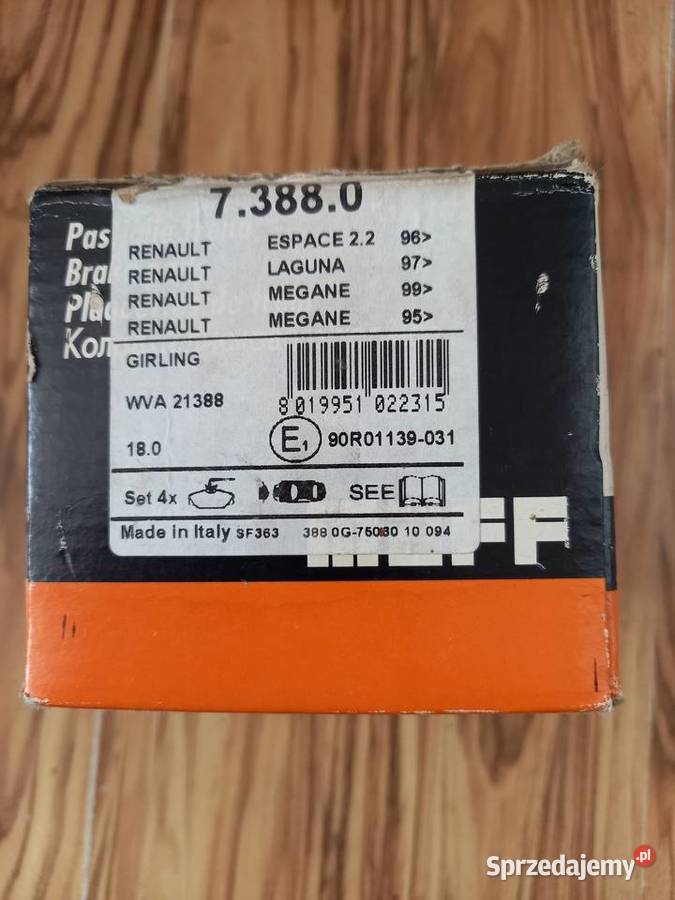 7.388.0
Pas
RENAULT ESPACE 2.2 96>
Bra
RENAULT LAGUNA 97>
RENAULT MEGANE 99>
RENAULT MEGANE 95>
GIRLING
WVA 21388
8 019951 022315
18.0
E1 90R01139-031
Set 4x SEE
Made in Italy SF363 388 0G-75030 10 094
Sprzedajemy.pl